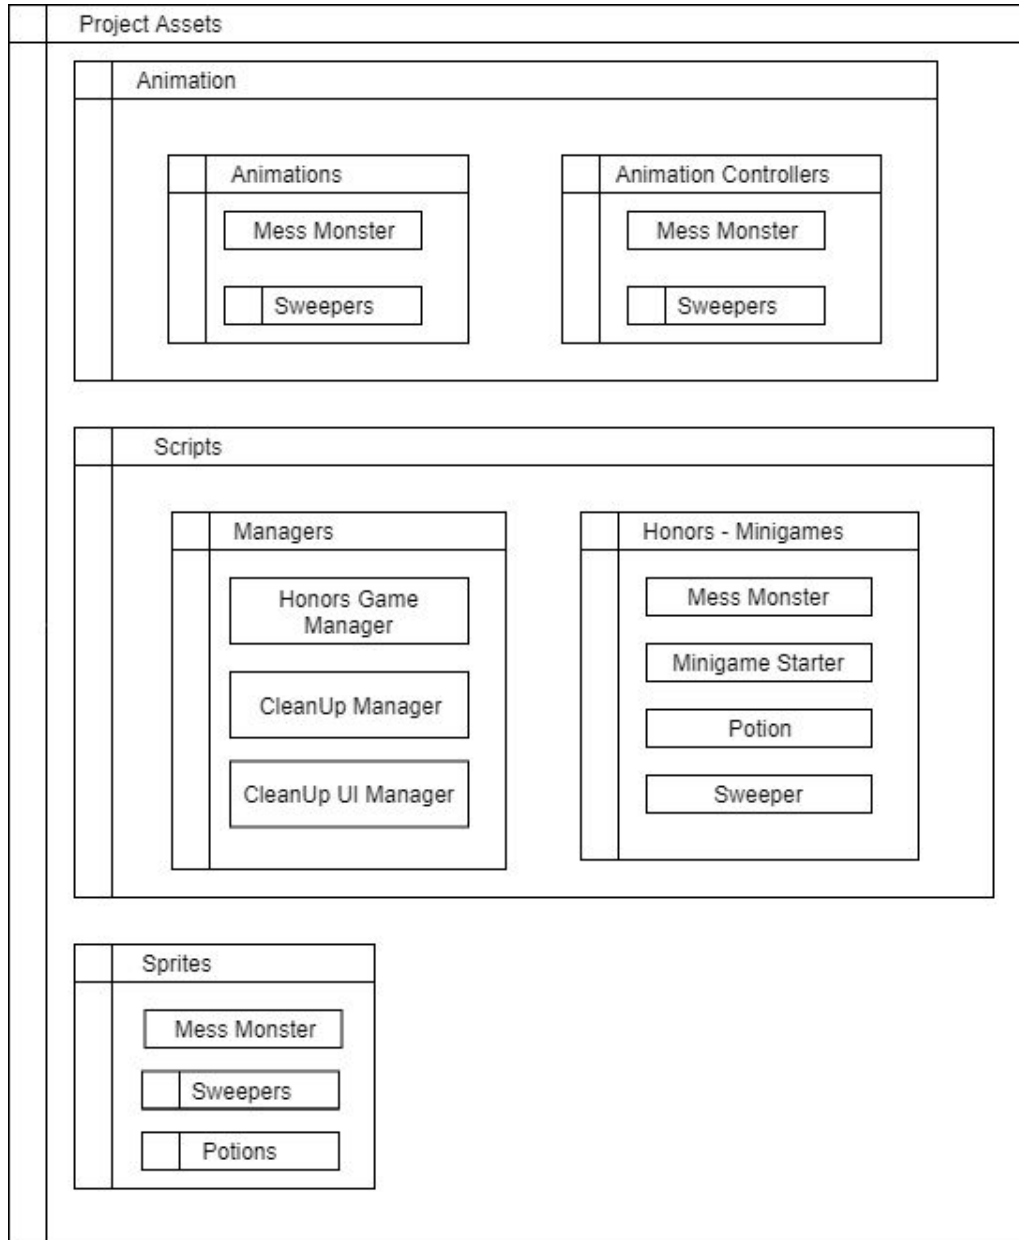 Project Assets
Animation
Animations
Mess Monster
Sweepers
Animation Controllers
Mess Monster
Sweepers
Scripts
Managers
Honors Game
Manager
CleanUp Manager
CleanUp UI Manager
Honors - Minigames
Mess Monster
Minigame Starter
Potion
Sweeper
Sprites
Mess Monster
Sweepers
Potions